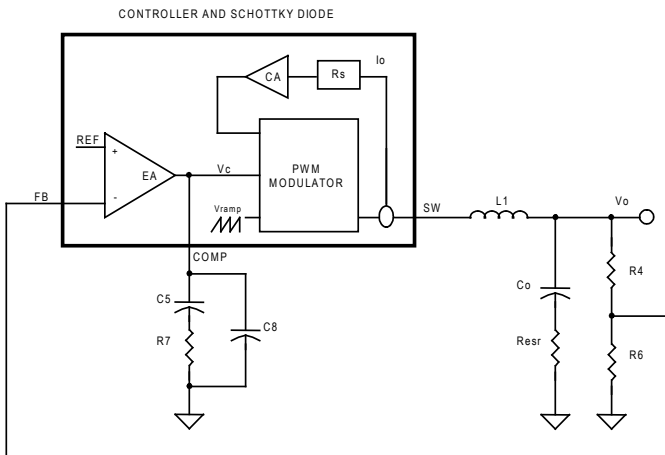 CONTROLLER AND SCHOTTKY DIODE
Io
CA
Rs
REF
+
EA
-
Vc
PWM
MODULATOR
FB
Vramp
SW
L1
Vo
COMP
R4
C5
Co
C8
R7
Resr
R6